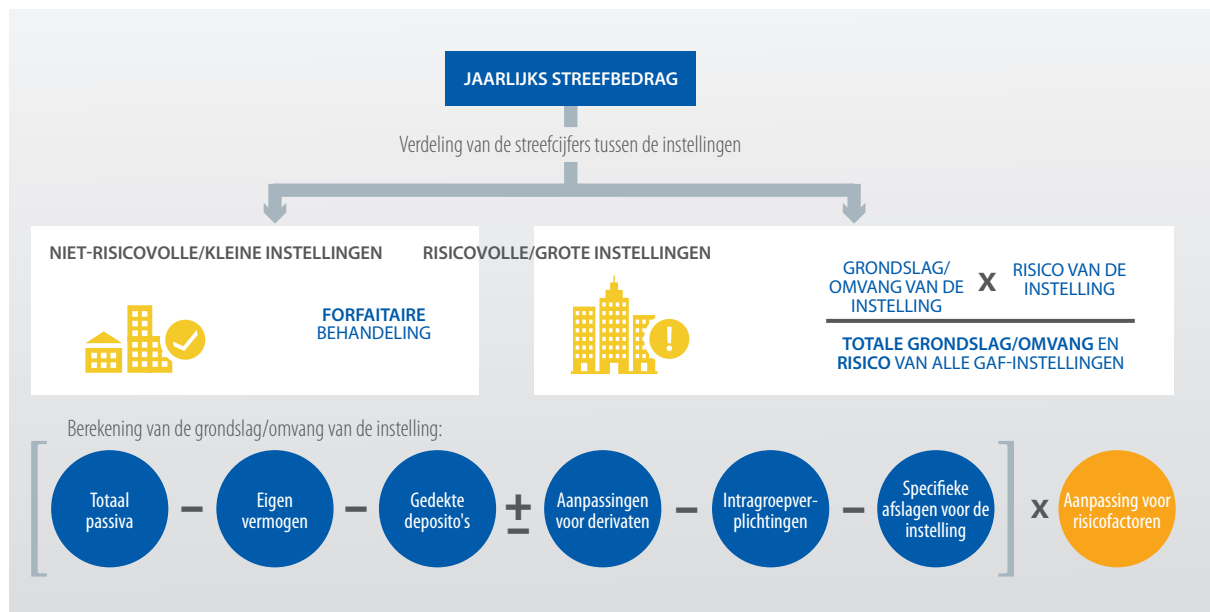 JAARLIJKS STREEFBEDRAG
Verdeling van de streefcijfers tussen de instellingen
NIET-RISICOVOLLE/KLEINE INSTELLINGEN
FORFAITAIRE
BEHANDELING
RISICOVOLLE/GROTE INSTELLINGEN
GRONDSLAG/
OMVANG VAN DE
INSTELLING
X
RISICO VAN DE
INSTELLING
TOTALE GRONDSLAG/OMVANG EN
RISICO VAN ALLE GAF-INSTELLINGEN
Berekening van de grondslag/omvang van de instelling:
[
Totaal
passiva
−
Eigen
vermogen
−
Gedekte
deposito's
±
Aanpassingen
voor derivaten
−
Intragroepver-
plichtingen
−
Specifieke
afslagen voor de
instelling
]
x
Aanpassing voor
risicofactoren